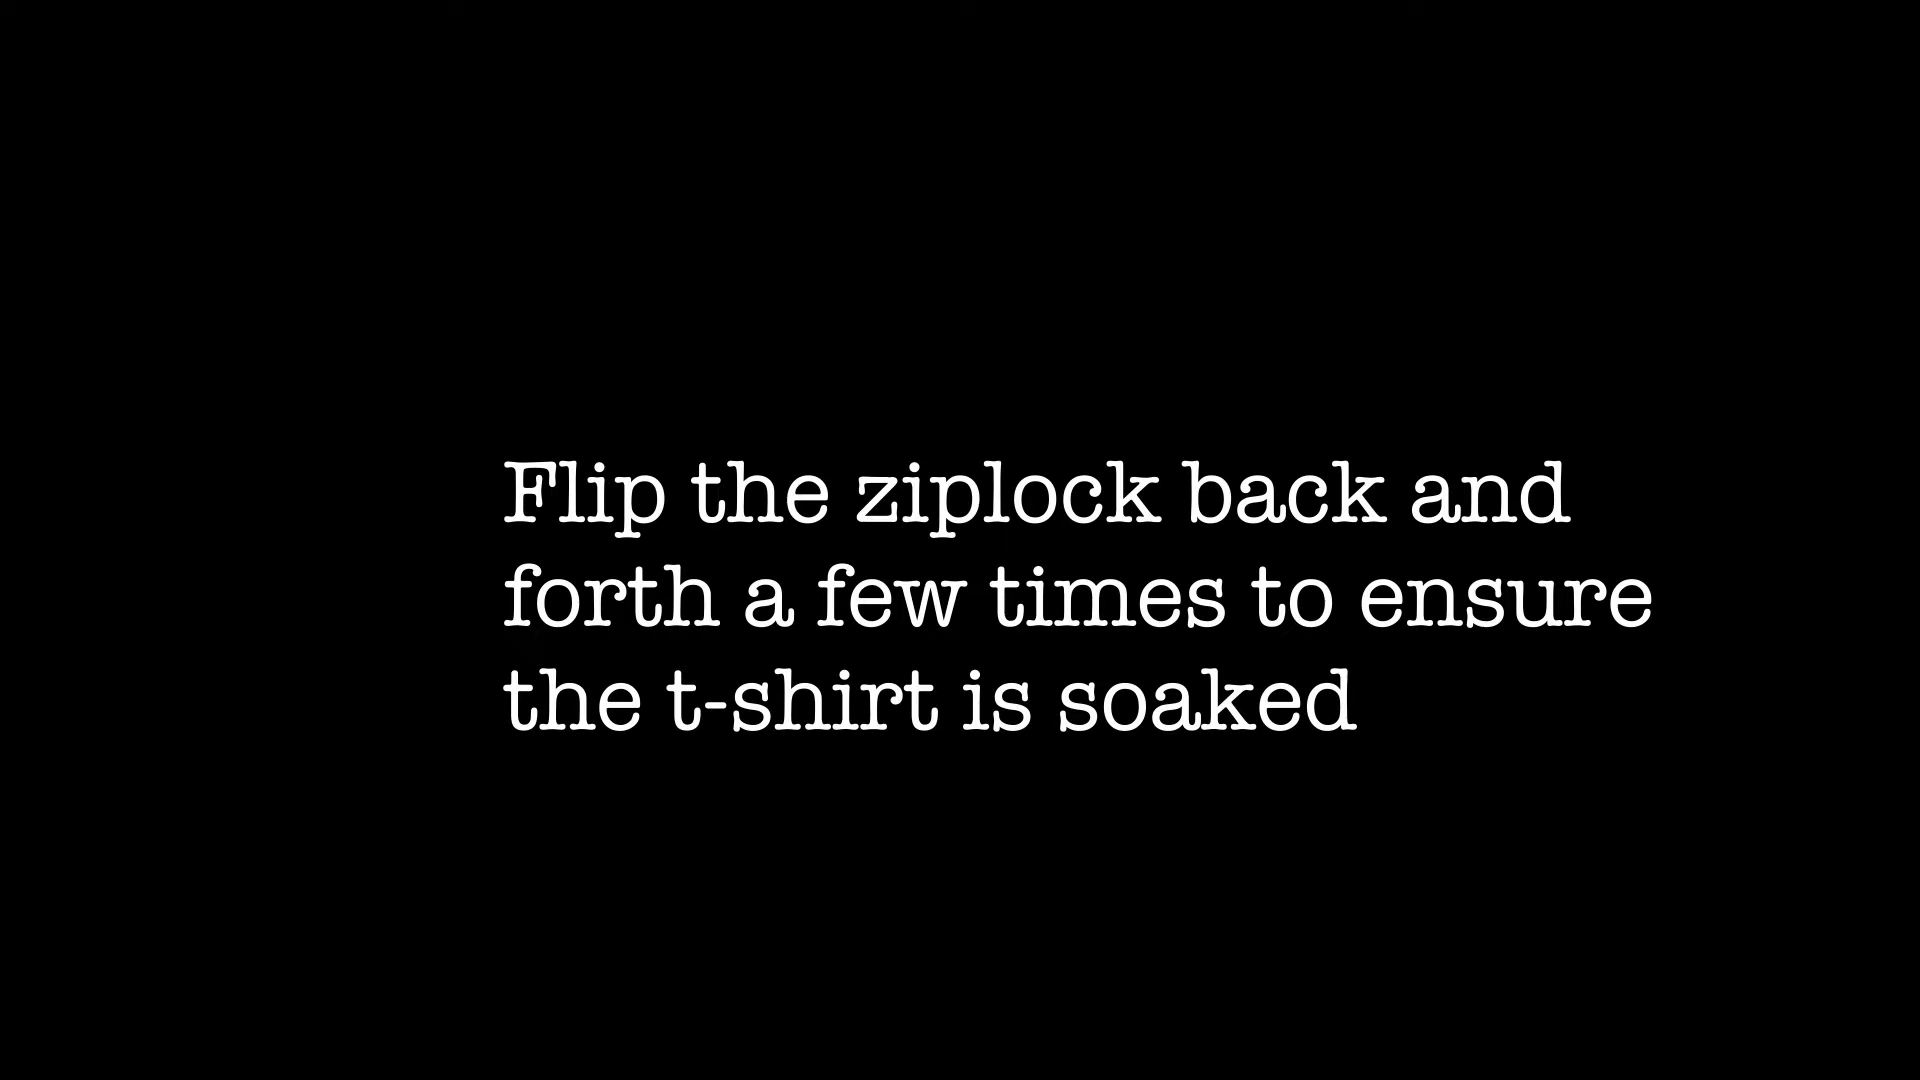 Flip the ziplock back and
forth a few times to ensure
the t-shirt is soaked